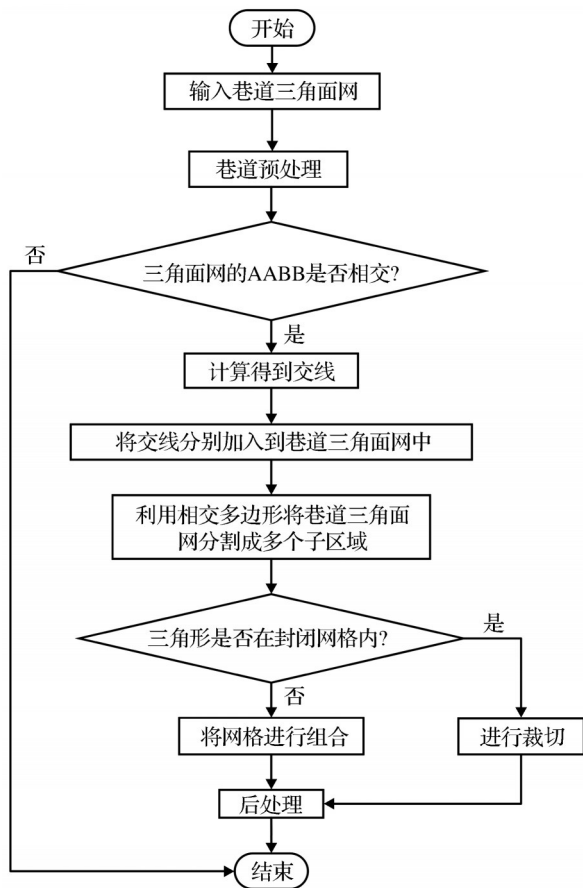 开始
输入巷道三角面网
巷道预处理
否
三角面网的AABB是否相交?
是
计算得到交线
将交线分别加入到巷道三角面网中
利用相交多边形将巷道三角面
网分割成多个子区域
三角形是否在封闭网格内?
是
否
将网格进行组合
进行裁切
后处理
结束